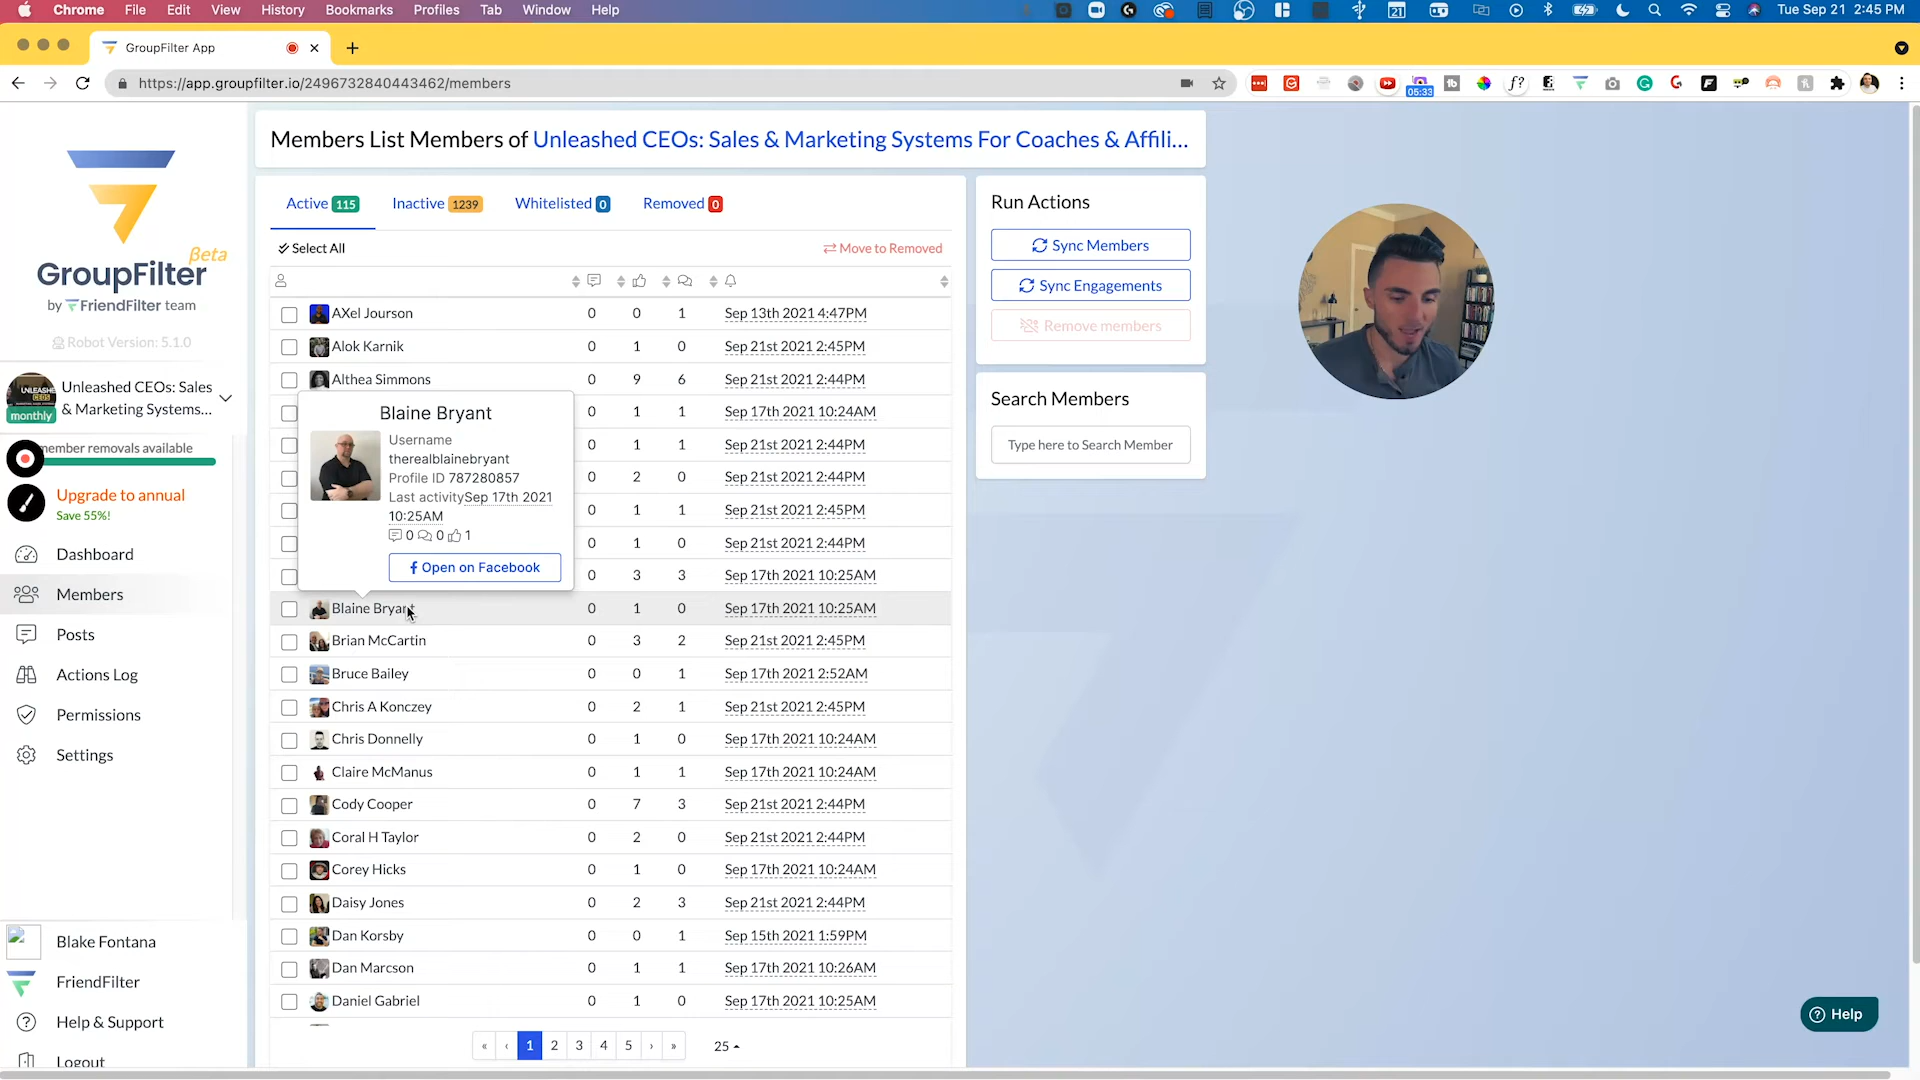 Chrome File Edit View History Bookmarks Profiles Tab Window Help
21
Tue Sep 21 2:45 PM
GroupFilter App
https://app.groupfilter.io/2496732840443462/members
05:33
βeta
GroupFilter
by FriendFilter team
Robot Version: 5.1.0
UNLEASHED
CEOS
monthly
Unleashed CEOs: Sales
& Marketing Systems...
member removals available
Upgrade to annual
Save 55%!
Dashboard
Members
Posts
Actions Log
Permissions
Settings
Blake Fontana
FriendFilter
Help & Support
Logout
Members List Members of Unleashed CEOs: Sales & Marketing Systems For Coaches & Affili...
Active 115 Inactive 1239 Whitelisted 0 Removed 0
Select All Move to Removed
AXel Jourson 0 0 1 Sep 13th 2021 4:47PM
Alok Karnik 0 1 0 Sep 21st 2021 2:45PM
Althea Simmons 0 9 6 Sep 21st 2021 2:44PM
0 1 1 Sep 17th 2021 10:24AM
0 1 1 Sep 21st 2021 2:44PM
0 2 0 Sep 21st 2021 2:44PM
0 1 1 Sep 21st 2021 2:45PM
0 1 0 Sep 21st 2021 2:44PM
0 3 3 Sep 17th 2021 10:25AM
Blaine Bryant
Username
therealblainebryant
Profile ID 787280857
Last activity Sep 17th 2021
10:25AM
0 0 1
Open on Facebook
Blaine Bryant 0 1 0 Sep 17th 2021 10:25AM
Brian McCartin 0 3 2 Sep 21st 2021 2:45PM
Bruce Bailey 0 0 1 Sep 17th 2021 2:52AM
Chris A Konczey 0 2 1 Sep 21st 2021 2:45PM
Chris Donnelly 0 1 0 Sep 17th 2021 10:24AM
Claire McManus 0 1 1 Sep 17th 2021 10:24AM
Cody Cooper 0 7 3 Sep 21st 2021 2:44PM
Coral H Taylor 0 2 0 Sep 21st 2021 2:44PM
Corey Hicks 0 1 0 Sep 17th 2021 10:24AM
Daisy Jones 0 2 3 Sep 21st 2021 2:44PM
Dan Korsby 0 0 1 Sep 15th 2021 1:59PM
Dan Marcson 0 1 1 Sep 17th 2021 10:26AM
Daniel Gabriel 0 1 0 Sep 17th 2021 10:25AM
« ‹ 1 2 3 4 5 › » 25
Run Actions
Sync Members
Sync Engagements
Remove members
Search Members
Type here to Search Member
Help